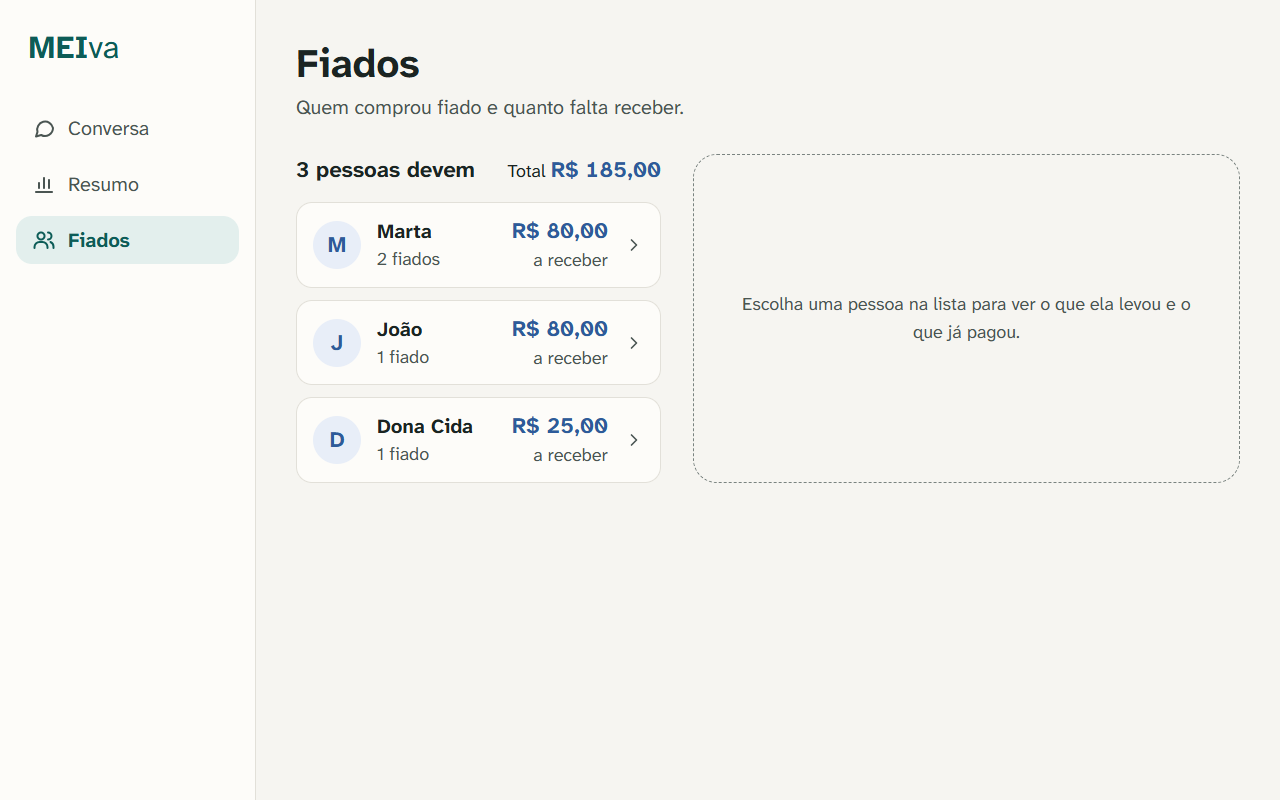 MEIva
Conversa
Resumo
Fiados
Fiados
Quem comprou fiado e quanto falta receber.
3 pessoas devem
Total R$ 185,00
M
Marta
2 fiados
R$ 80,00
a receber
J
João
1 fiado
R$ 80,00
a receber
D
Dona Cida
1 fiado
R$ 25,00
a receber
Escolha uma pessoa na lista para ver o que ela levou e o
que já pagou.